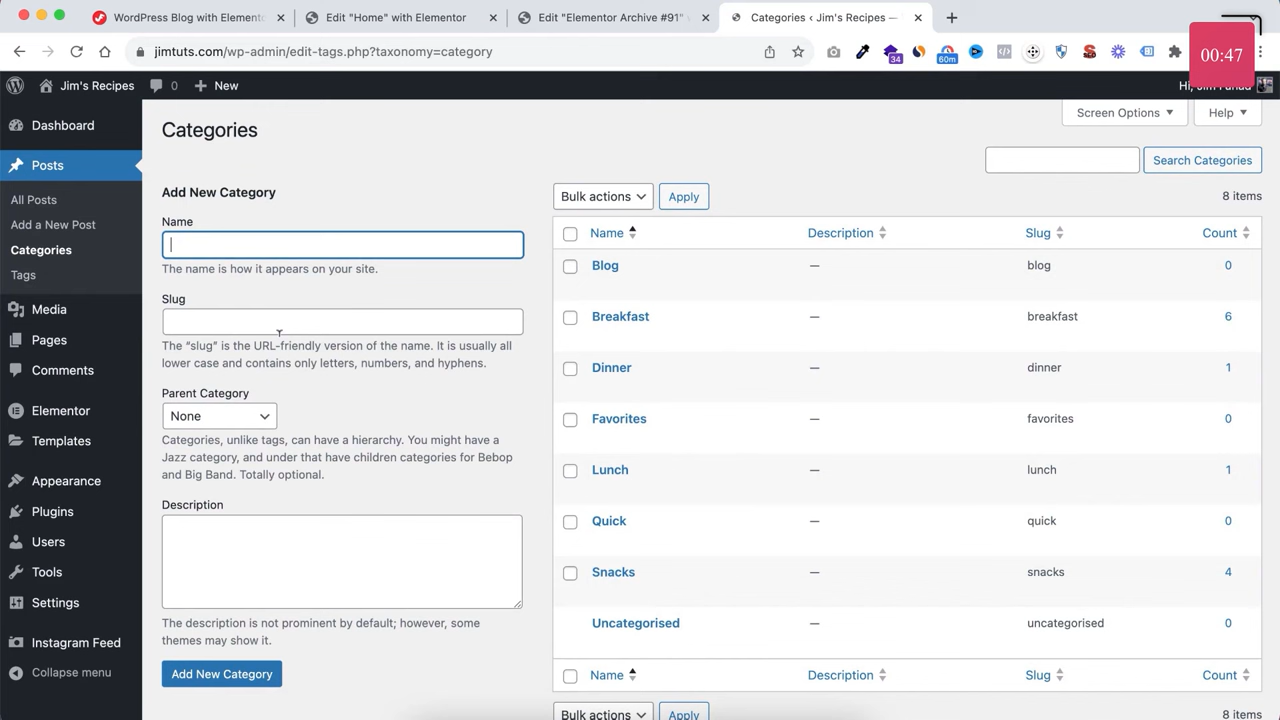 WordPress Blog with Elemento
Edit "Home" with Elementor
Edit "Elementor Archive #91"
Categories ‹ Jim's Recipes —
jimtuts.com/wp-admin/edit-tags.php?taxonomy=category
34
60m
00:47
Jim's Recipes
0
New
Screen Options
Help
Dashboard
Posts
All Posts
Add a New Post
Categories
Tags
Media
Pages
Comments
Elementor
Templates
Appearance
Plugins
Users
Tools
Settings
Instagram Feed
Collapse menu
Categories
Search Categories
Add New Category
Name
The name is how it appears on your site.
Slug
The “slug” is the URL-friendly version of the name. It is usually all
lower case and contains only letters, numbers, and hyphens.
Parent Category
None
Categories, unlike tags, can have a hierarchy. You might have a
Jazz category, and under that have children categories for Bebop
and Big Band. Totally optional.
Description
The description is not prominent by default; however, some
themes may show it.
Add New Category
Bulk actions
Apply
8 items
Name Description Slug Count
Blog — blog 0
Breakfast — breakfast 6
Dinner — dinner 1
Favorites — favorites 0
Lunch — lunch 1
Quick — quick 0
Snacks — snacks 4
Uncategorised — uncategorised 0
Name Description Slug Count
Bulk actions
Apply
8 items